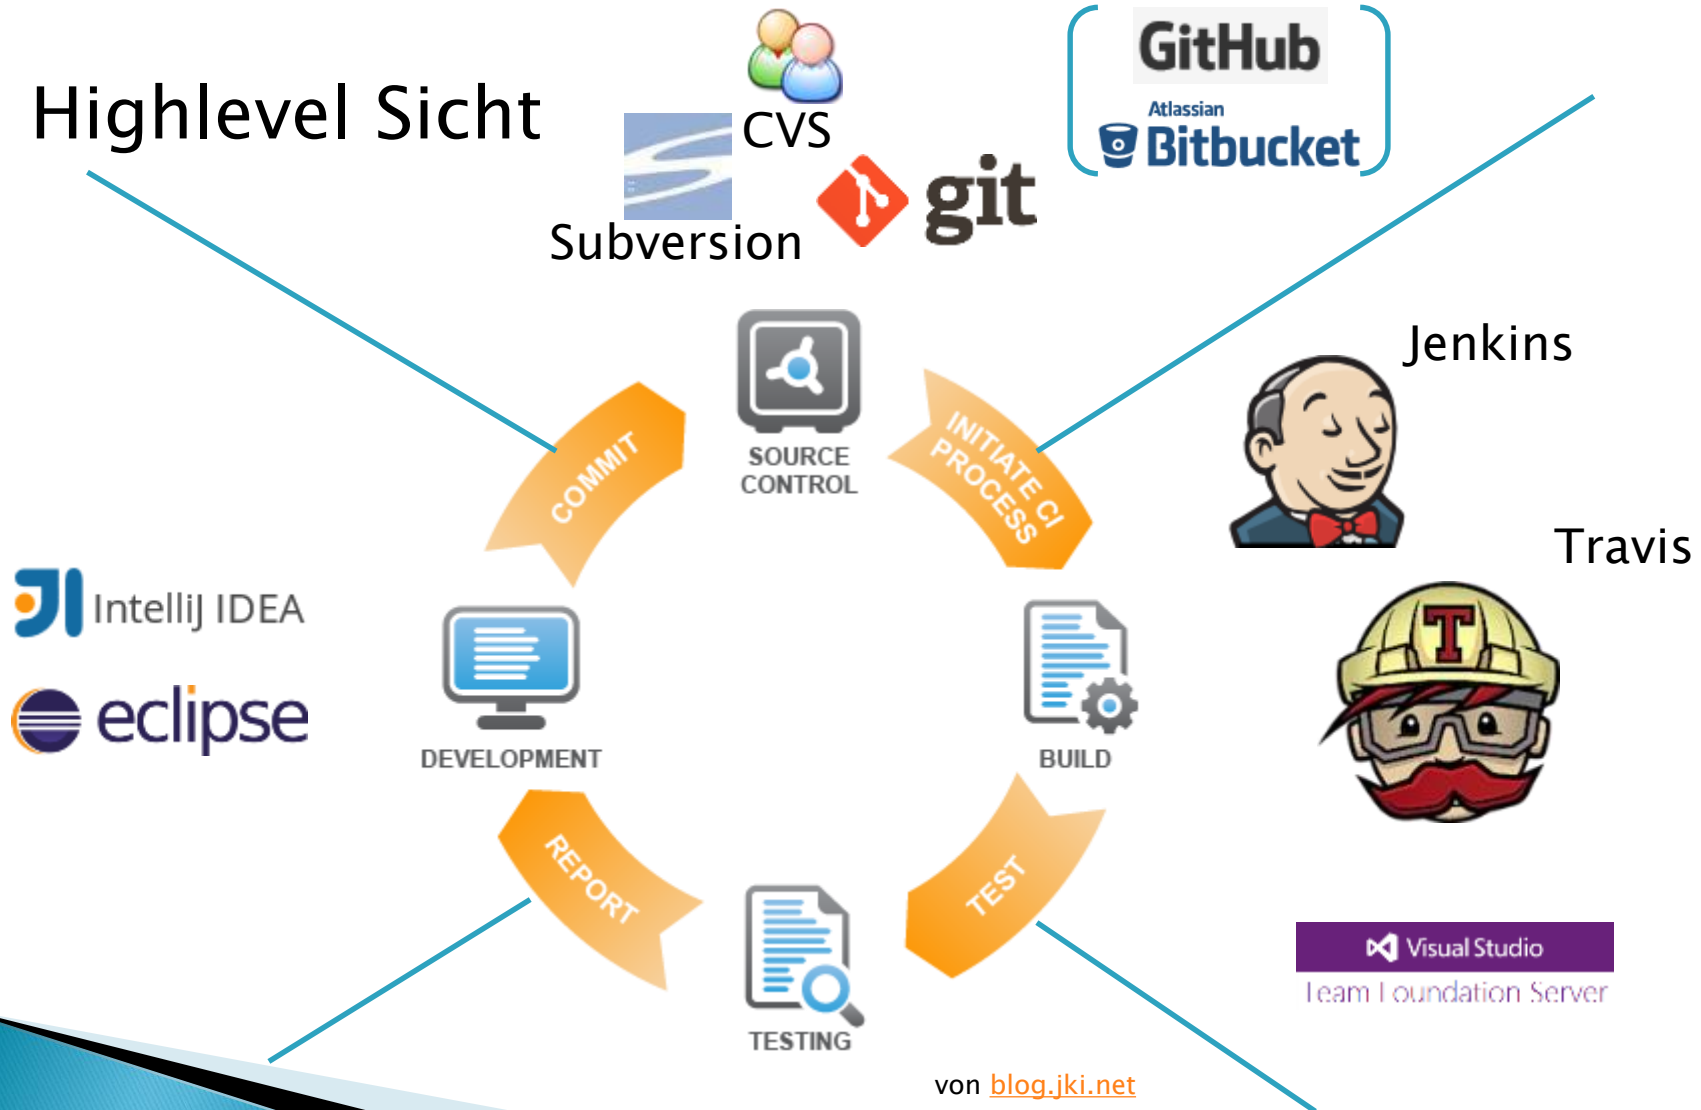 Highlevel Sicht
CVS
Subversion
git
GitHub
Atlassian
Bitbucket
SOURCE
CONTROL
COMMIT
INITIATE CI
PROCESS
Jenkins
Travis
T
IntelliJ IDEA
eclipse
DEVELOPMENT
BUILD
REPORT
TEST
TESTING
Visual Studio
Team Foundation Server
von blog.jki.net